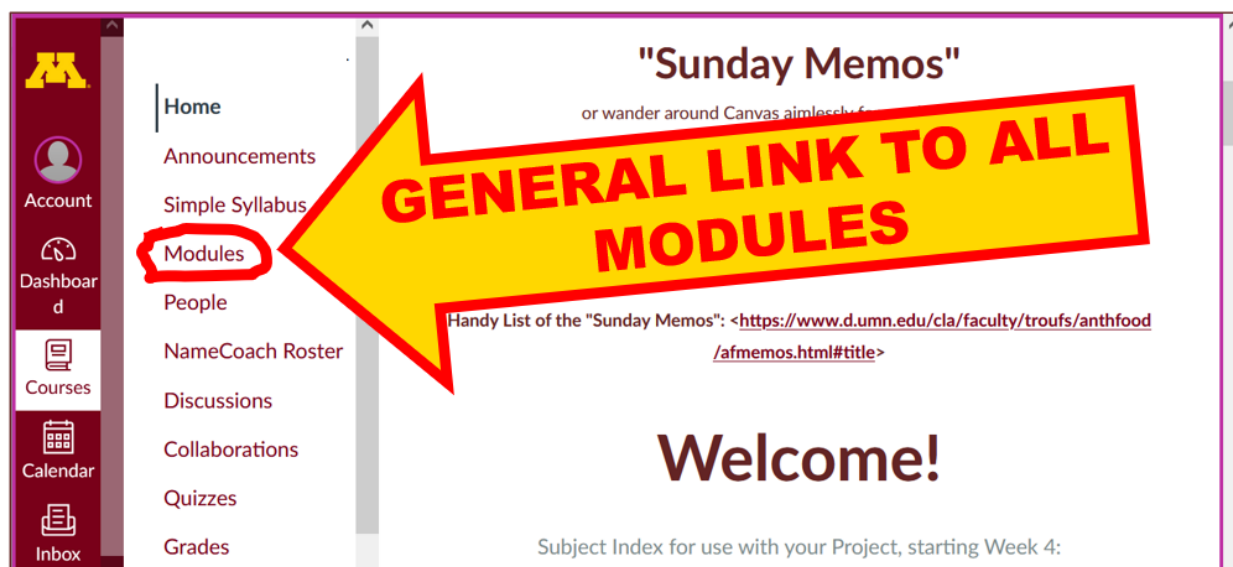 M
Account
Dashboar
d
Courses
Calendar
Inbox
Home
Announcements
Simple Syllabus
Modules
People
NameCoach Roster
Discussions
Collaborations
Quizzes
Grades
"Sunday Memos"
or wander around Canvas aimlessly
GENERAL LINK TO ALL
MODULES
Handy List of the "Sunday Memos": <https://www.d.umn.edu/cla/faculty/troufs/anthfood
/afmemos.html#title>
Welcome!
Subject Index for use with your Project, starting Week 4: